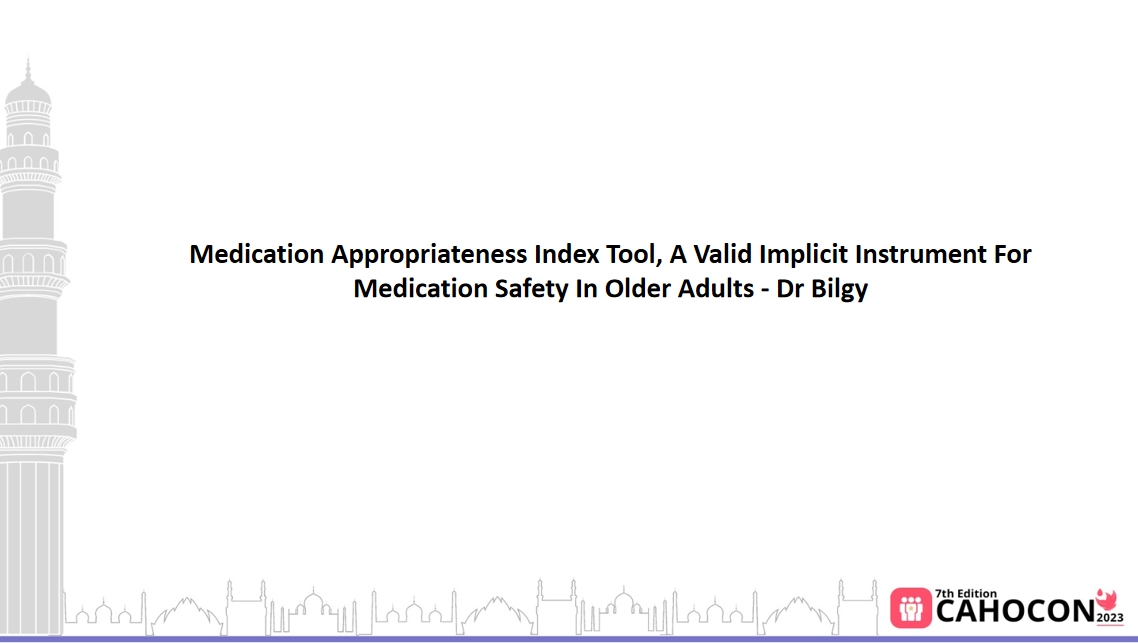 Medication Appropriateness Index Tool, A Valid Implicit Instrument For
Medication Safety In Older Adults - Dr Bilgy
7th Edition
CAHOCON
2023